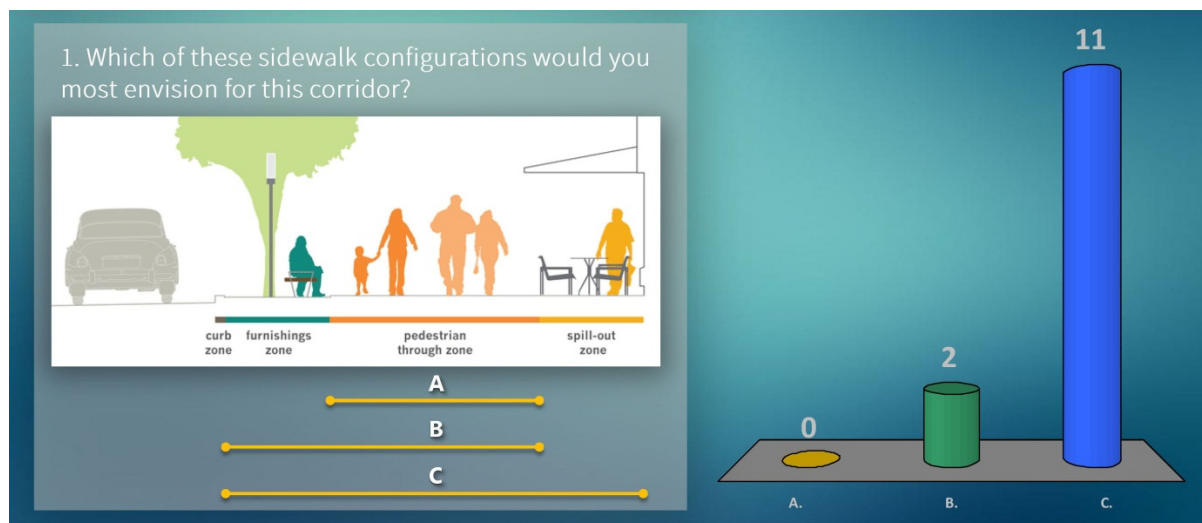 1. Which of these sidewalk configurations would you
most envision for this corridor?
curb
zone
furnishings
zone
pedestrian
through zone
spill-out
zone
A
B
C
11
2
0
A.
B.
C.